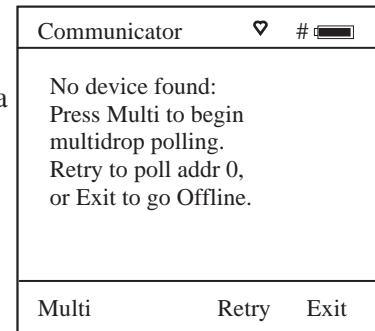 Communicator ♥ #
a
No device found:
Press Multi to begin
multidrop polling.
Retry to poll addr 0,
or Exit to go Offline.
Multi Retry Exit